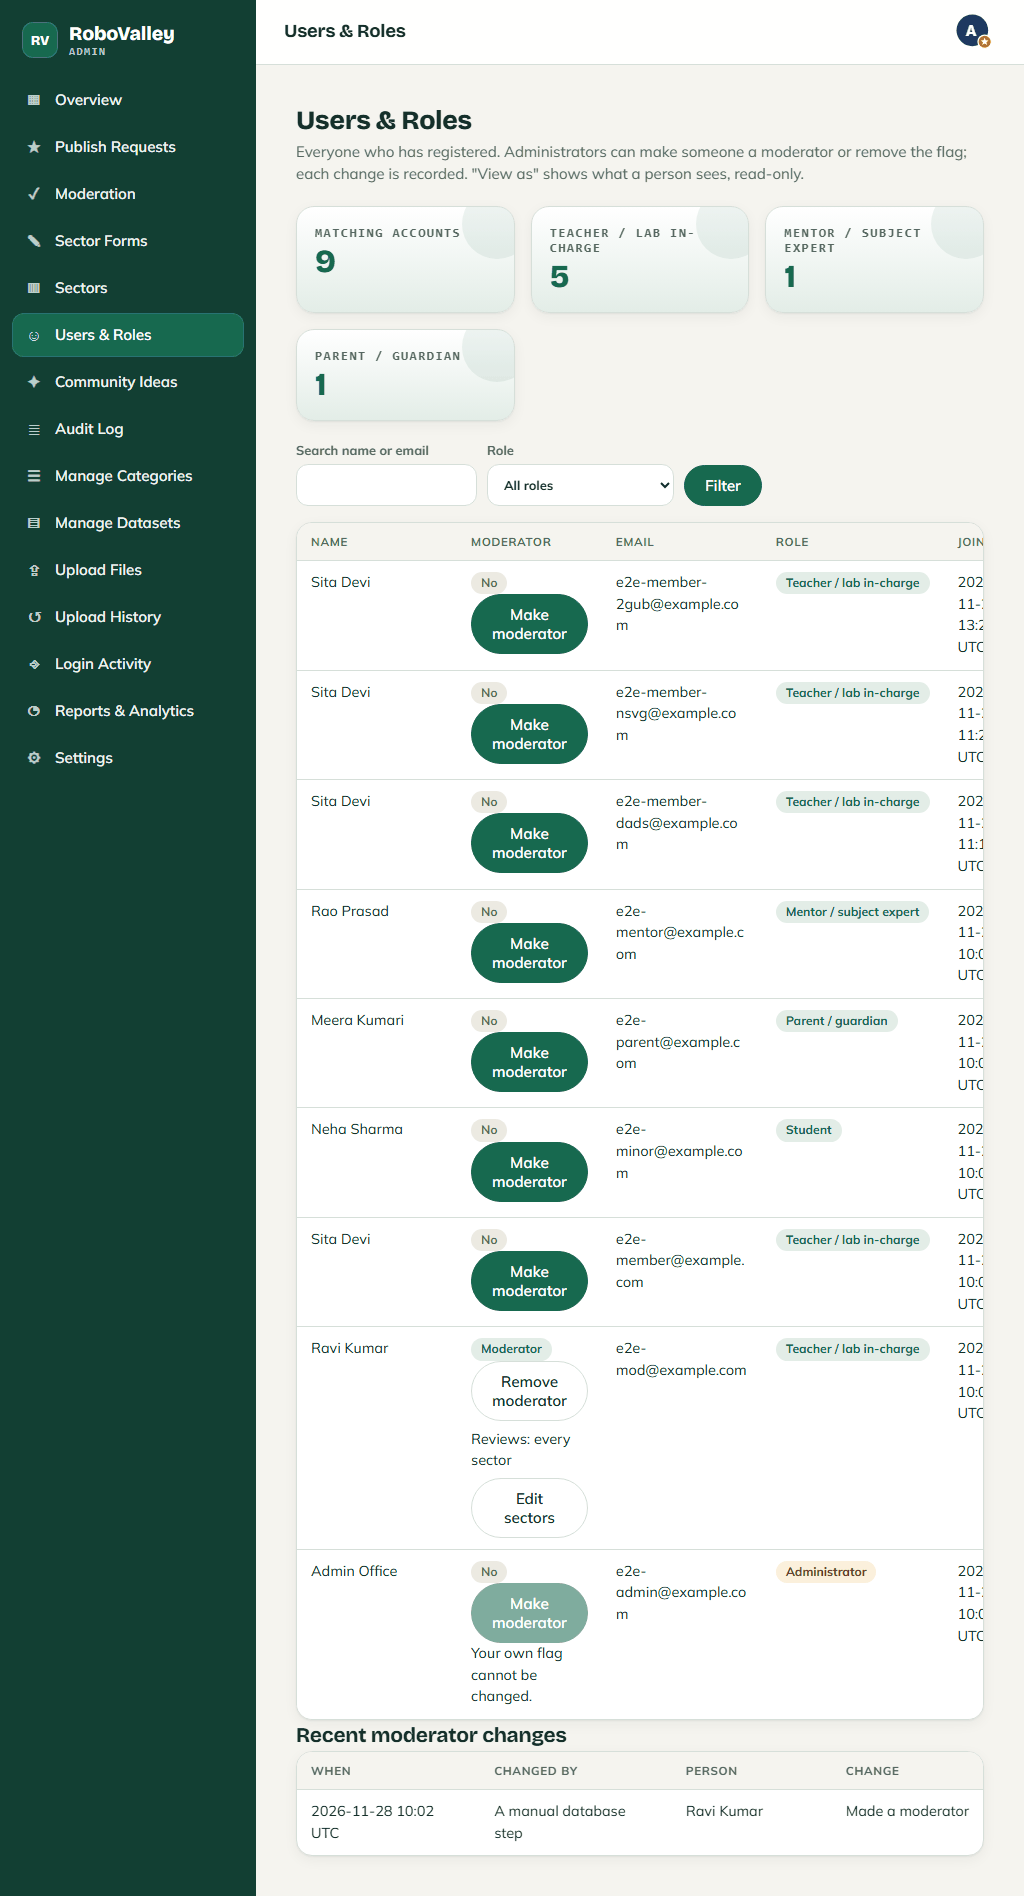 RV
RoboValley
ADMIN
Overview
Publish Requests
Moderation
Sector Forms
Sectors
Users & Roles
Community Ideas
Audit Log
Manage Categories
Manage Datasets
Upload Files
Upload History
Login Activity
Reports & Analytics
Settings
Users & Roles
A
Users & Roles
Everyone who has registered. Administrators can make someone a moderator or remove the flag;
each change is recorded. "View as" shows what a person sees, read-only.
MATCHING ACCOUNTS
9
TEACHER / LAB IN-
CHARGE
5
MENTOR / SUBJECT
EXPERT
1
PARENT / GUARDIAN
1
Search name or email
Role
All roles
Filter
NAME MODERATOR EMAIL ROLE
Sita Devi No e2e-member- Teacher / lab in-charge
2gub@example.co
m
Make
moderator
UTC
Sita Devi No e2e-member- Teacher / lab in-charge
nsvg@example.co
m
Make
moderator
UTC
Sita Devi No e2e-member- Teacher / lab in-charge
dads@example.co
m
Make
moderator
UTC
Rao Prasad No e2e- Mentor / subject expert
mentor@example.c
om
Make
moderator
UTC
Meera Kumari No e2e- Parent / guardian
parent@example.c
om
Make
moderator
UTC
Neha Sharma No e2e- Student
minor@example.co
m
Make
moderator
UTC
Sita Devi No e2e- Teacher / lab in-charge
member@example.
com
Make
moderator
UTC
Ravi Kumar Moderator e2e- Teacher / lab in-charge
mod@example.com
Remove
moderator
UTC
Reviews: every
sector
Edit
sectors
Admin Office No e2e- Administrator
admin@example.co
m
Make
moderator
UTC
Your own flag
cannot be
changed.
Recent moderator changes
WHEN CHANGED BY PERSON CHANGE
2026-11-28 10:02 A manual database Ravi Kumar Made a moderator
UTC step